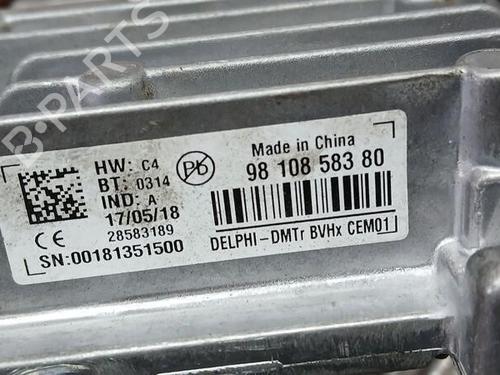 B-PARTS
HW: C4
BT: 0314
IND: A
17/05/18
28583189
SN:00181351500
Pb
Made in China
98 108 583 80
DELPHI-DMTr BVHx CEM01
CE